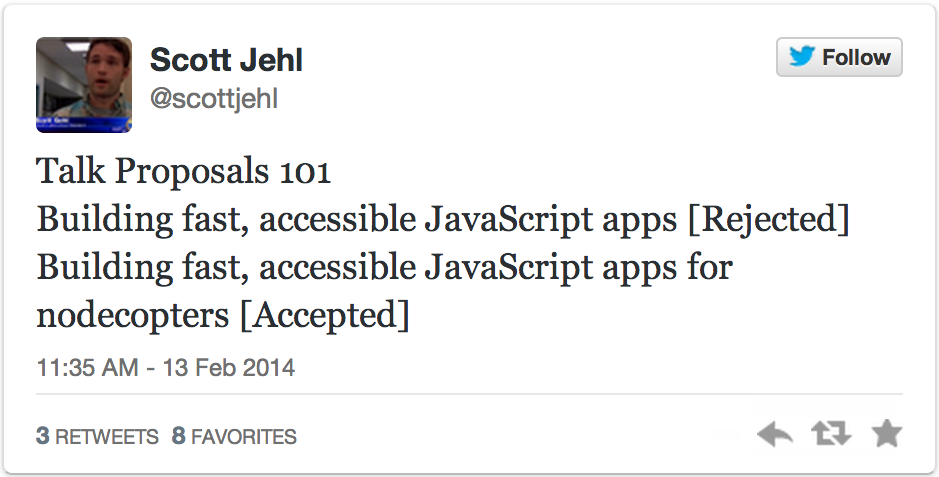 Scott Jehl
Follow
@scottjehl
Talk Proposals 101
Building fast, accessible JavaScript apps [Rejected]
Building fast, accessible JavaScript apps for
nodecopters [Accepted]
11:35 AM - 13 Feb 2014
3 RETWEETS 8 FAVORITES